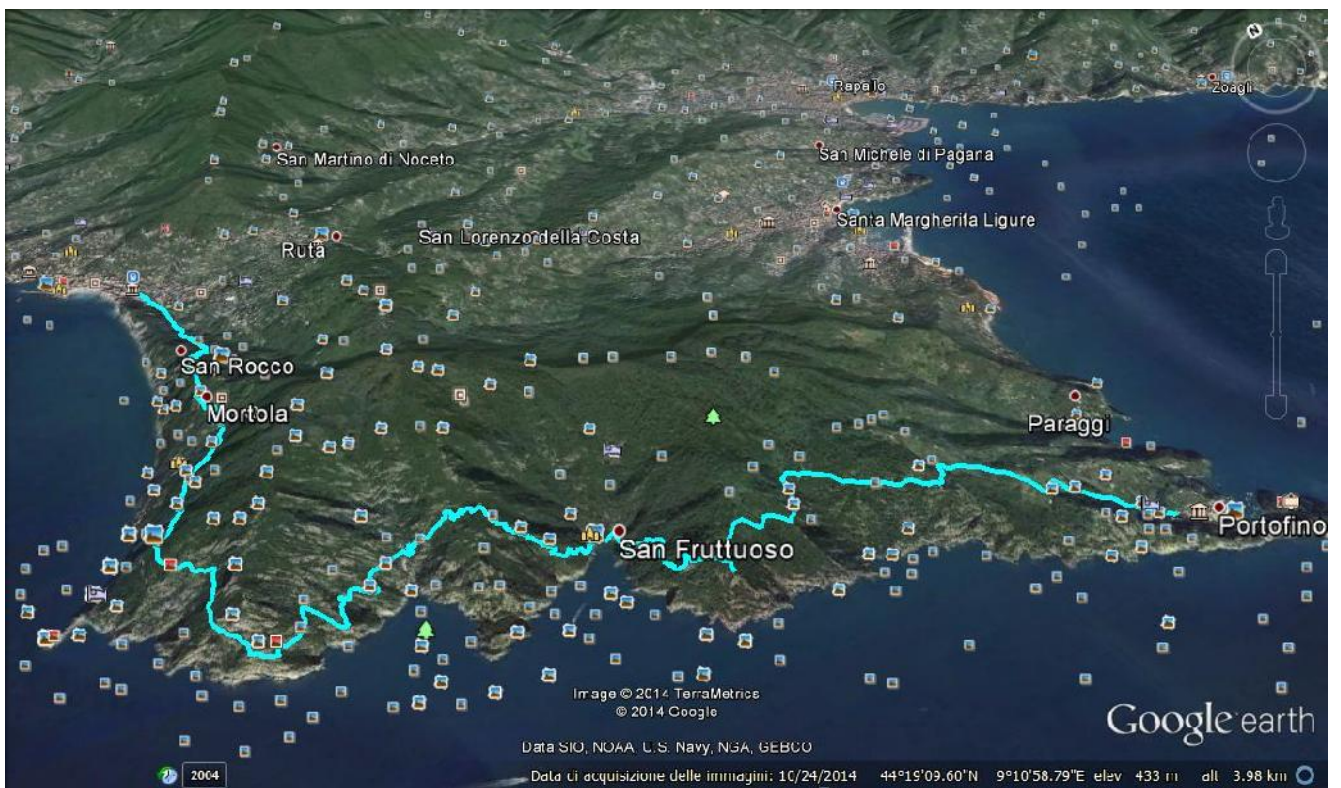 N
Rapallo
Zoagli
San Martino di Noceto
San Michele di Pagana
Santa Margherita Ligure
San Lorenzo della Costa
Ruta
San Rocco
Mortola
Paraggi
Portofino
San Fruttuoso
Image © 2014 TerraMetrics
© 2014 Google
Google earth
Data SIO, NOAA, U.S. Navy, NGA, GEBCO
2004
Data di acquisizione delle immagini: 10/24/2014 44°19'09.60"N 9°10'58.79"E elev 433 m alt 3.98 km